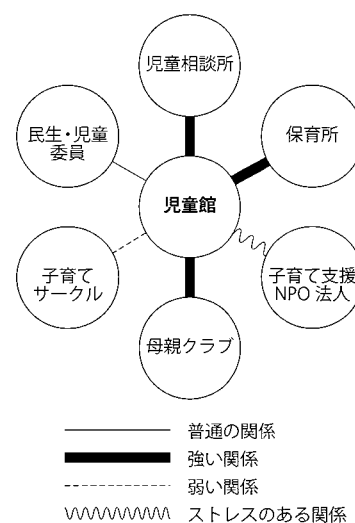 児童相談所
民生・児童
委員
保育所
児童館
子育て
サークル
子育て支援
NPO 法人
母親クラブ
普通の関係
強い関係
弱い関係
ストレスのある関係